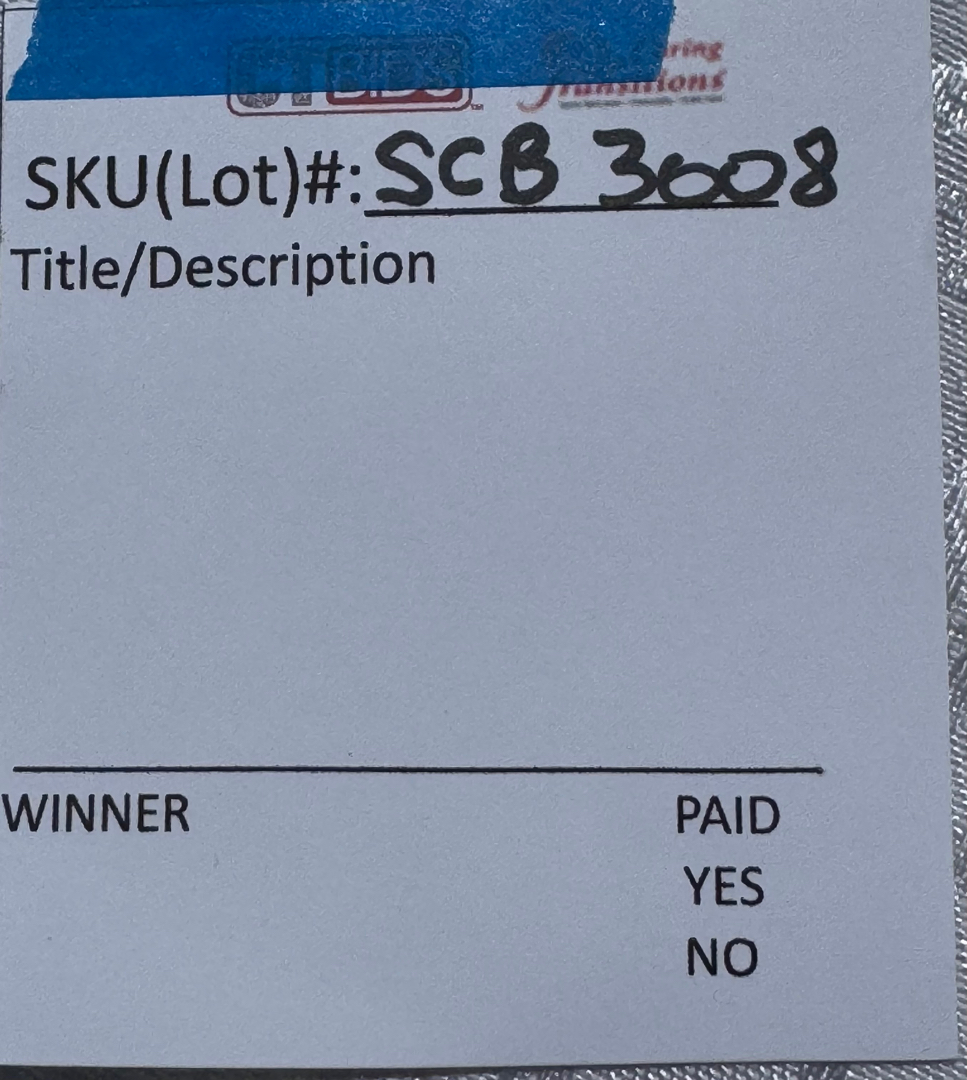 SKU(Lot)#: SCB 3008
Title/Description
WINNER
PAID
YES
NO